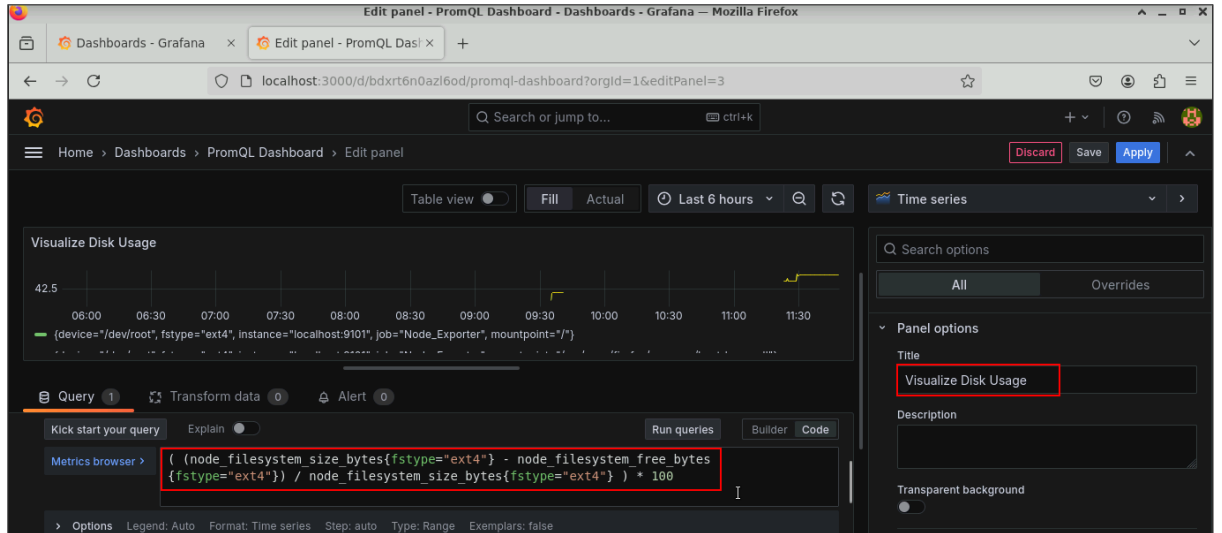 Edit panel - PromQL Dashboard - Dashboards - Grafana — Mozilla Firefox
Dashboards - Grafana
Edit panel - PromQL Dash
localhost:3000/d/bdxrt6n0azl6od/promql-dashboard?orgId=1&editPanel=3
Search or jump to... ctrl+k
Home › Dashboards › PromQL Dashboard › Edit panel
Discard Save Apply
Table view Fill Actual Last 6 hours Time series
Visualize Disk Usage
Search options
All Overrides
42.5
06:00 06:30 07:00 07:30 08:00 08:30 09:00 09:30 10:00 10:30 11:00 11:30
{device="/dev/root", fstype="ext4", instance="localhost:9101", job="Node_Exporter", mountpoint="/"}
Panel options
Title
Visualize Disk Usage
Query 1 Transform data 0 Alert 0
Description
Kick start your query Explain Run queries Builder Code
Metrics browser >
( (node_filesystem_size_bytes{fstype="ext4"} - node_filesystem_free_bytes
{fstype="ext4"}) / node_filesystem_size_bytes{fstype="ext4"} ) * 100
Transparent background
Options Legend: Auto Format: Time series Step: auto Type: Range Exemplars: false